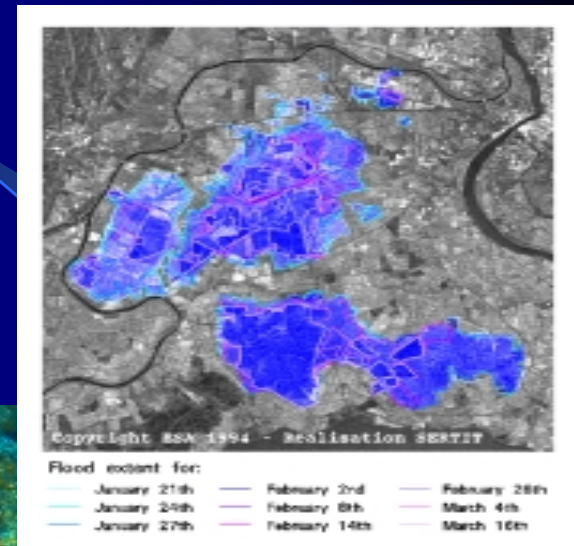 Copyright ESA 1994 - Realisation SERTIT
Flood extent for:
January 21th February 2nd February 28th
January 24th February 8th March 4th
January 27th February 14th March 16th